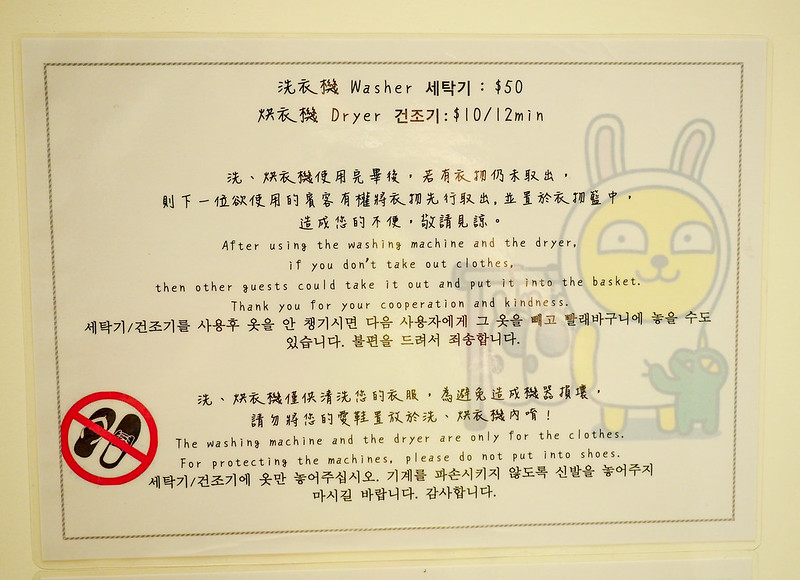 洗衣機 Washer 세탁기 : $50
烘衣機 Dryer 건조기:$10/12min
洗、烘衣機使用完畢後，若有衣物仍未取出，
則下一位欲使用的賓客有權將衣物先行取出，並置於衣物籃中，
造成您的不便，敬請見諒。
After using the washing machine and the dryer,
if you don't take out clothes,
then other guests could take it out and put it into the basket.
Thank you for your cooperation and kindness.
세탁기/건조기를 사용후 옷을 안 챙기시면 다음 사용자에게 그 옷을 빼고 빨래바구니에 놓을 수도
있습니다. 불편을 드려서 죄송합니다.
洗、烘衣機僅供清洗您的衣服，為避免造成機器損壞，
請勿將您的愛鞋置放於洗、烘衣機內唷！
The washing machine and the dryer are only for the clothes.
For protecting the machines, please do not put into shoes.
세탁기/건조기에 옷만 놓어주십시오. 기계를 파손시키지 않도록 신발을 놓어주지
마시길 바랍니다. 감사합니다.